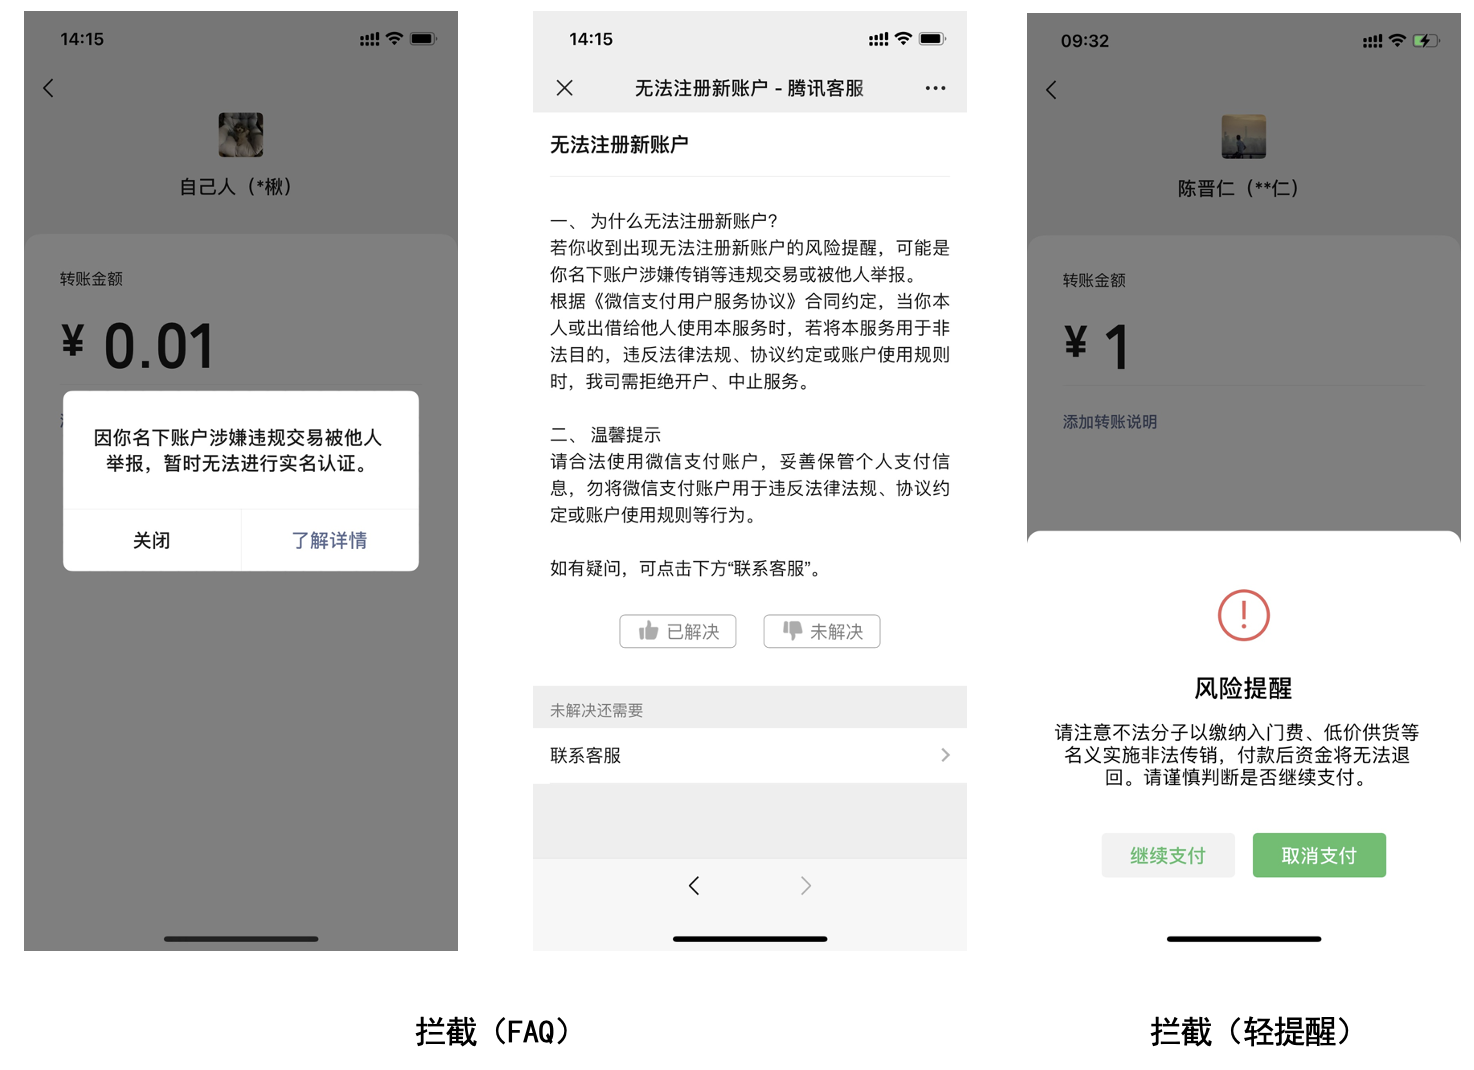 14:15
自己人（*楸）
转账金额
¥ 0.01
因你名下账户涉嫌违规交易被他人
举报，暂时无法进行实名认证。
关闭
了解详情
14:15
无法注册新账户 - 腾讯客服
无法注册新账户
一、 为什么无法注册新账户？
若你收到出现无法注册新账户的风险提醒，可能是
你名下账户涉嫌传销等违规交易或被他人举报。
根据《微信支付用户服务协议》合同约定，当你本
人或出借给他人使用本服务时，若将本服务用于非
法目的，违反法律法规、协议约定或账户使用规则
时，我司需拒绝开户、中止服务。
二、 温馨提示
请合法使用微信支付账户，妥善保管个人支付信
息，勿将微信支付账户用于违反法律法规、协议约
定或账户使用规则等行为。
如有疑问，可点击下方“联系客服”。
已解决
未解决
未解决还需要
联系客服
09:32
陈晋仁（**仁）
转账金额
¥ 1
添加转账说明
风险提醒
请注意不法分子以缴纳入门费、低价供货等
名义实施非法传销，付款后资金将无法退
回。请谨慎判断是否继续支付。
继续支付
取消支付
拦截（FAQ）
拦截（轻提醒）